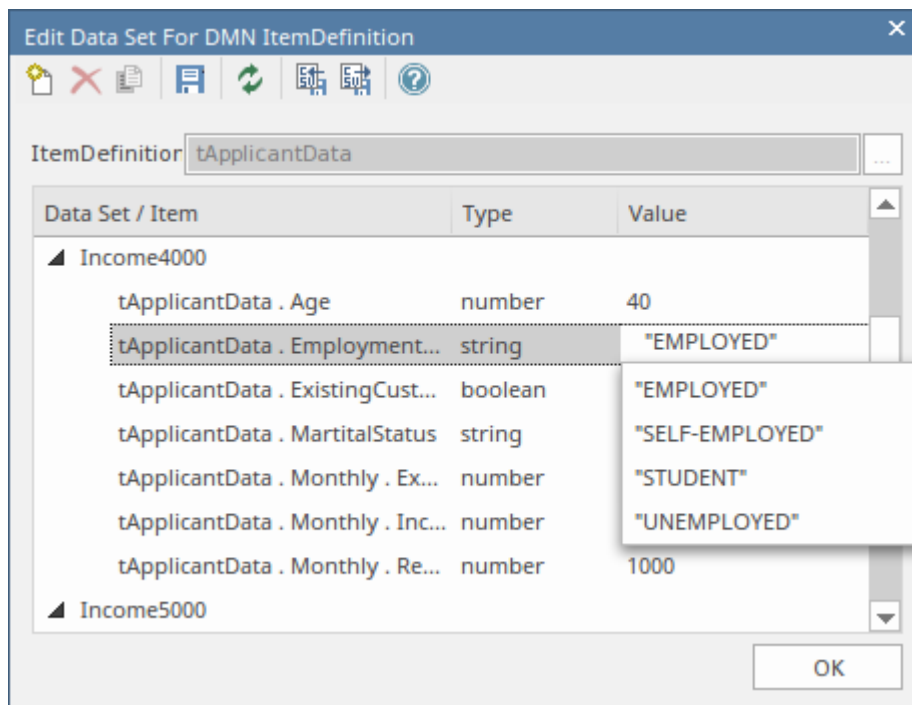 Edit Data Set For DMN ItemDefinition
ItemDefinition tApplicantData ...
Data Set / Item Type Value
Income4000
tApplicantData . Age number 40
tApplicantData . Employment... string "EMPLOYED"
tApplicantData . ExistingCust... boolean "EMPLOYED"
tApplicantData . MartitalStatus string "SELF-EMPLOYED"
tApplicantData . Monthly . Ex... number "STUDENT"
tApplicantData . Monthly . Inc... number "UNEMPLOYED"
tApplicantData . Monthly . Re... number 1000
Income5000
OK